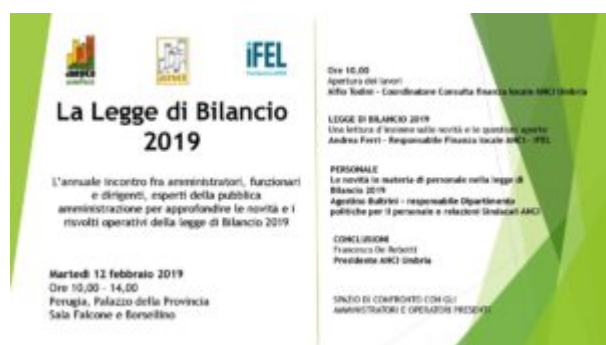 iFEL
La Legge di Bilancio
2019
L'annuale incontro fra amministratori, funzionari
e dirigenti, esperti della pubblica
amministrazione per approfondire le novità e i
risvolti operativi della legge di Bilancio 2019
Martedì 12 febbraio 2019
Ore 10,00 - 14,00
Perugia, Palazzo della Provincia
Sala Falcone e Borsellino
Ore 10,00
Apertura dei lavori
Alfio Todini - Coordinatore Consulta finanza locale ANCI Umbria
LEGGE DI BILANCIO 2019
Una lettura d'insieme sulle novità e le questioni aperte
Andrea Ferri - Responsabile Finanza locale ANCI - IFEL
PERSONALE
Le novità in materia di personale nella legge di
Bilancio 2019
Agostino Bultrini - responsabile Dipartimento
politiche per il personale e relazioni Sindacali ANCI
CONCLUSIONI
Francesco De Rebotti
Presidente ANCI Umbria
SPAZIO DI CONFRONTO CON GLI
AMMINISTRATORI E OPERATORI PRESENTI